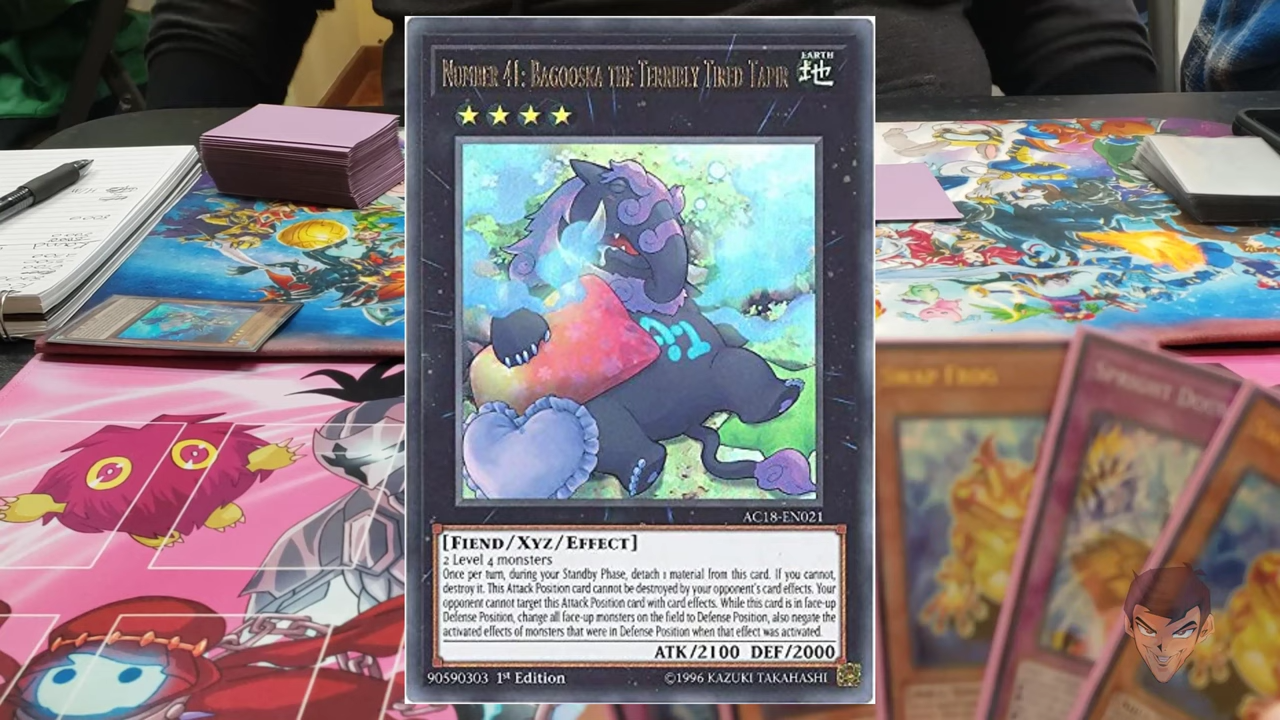 NUMBER 41: BAGOOSKA THE TERRIBLY TIRED TAPIR
EARTH
地
AC18-EN021
[FIEND/XYZ/EFFECT]
2 Level 4 monsters
Once per turn, during your Standby Phase, detach 1 material from this card. If you cannot,
destroy it. This Attack Position card cannot be destroyed by your opponent's card effects. Your
opponent cannot target this Attack Position card with card effects. While this card is in face-up
Defense Position, change all face-up monsters on the field to Defense Position, also negate the
activated effects of monsters that were in Defense Position when that effect was activated.
ATK/2100 DEF/2000
90590303 1st Edition
©1996 KAZUKI TAKAHASHI
SWAP FROG
SPRIGHT